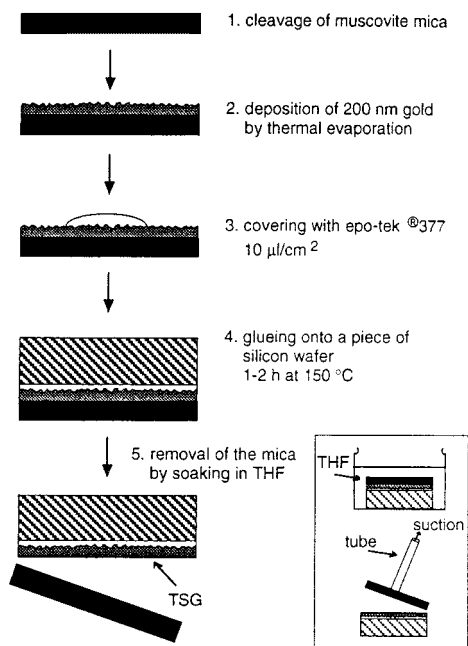 1. cleavage of muscovite mica
2. deposition of 200 nm gold
by thermal evaporation
3. covering with epo-tek ®377
10 µl/cm 2
4. glueing onto a piece of
silicon wafer
1-2 h at 150 °C
5. removal of the mica
by soaking in THF
TSG
THF
suction
tube